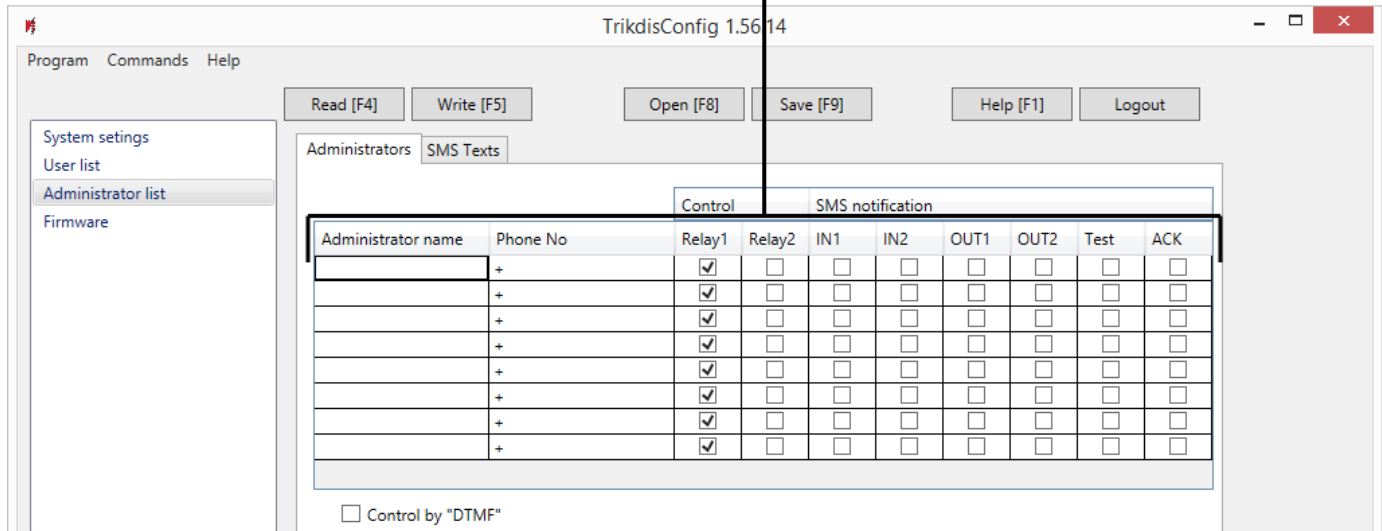 TrikdisConfig 1.56.14
Program Commands Help
Read [F4] Write [F5] Open [F8] Save [F9] Help [F1] Logout
System setings
User list
Administrator list
Firmware
Administrators SMS Texts
Control SMS notification
Administrator name Phone No Relay1 Relay2 IN1 IN2 OUT1 OUT2 Test ACK
+
+
+
+
+
+
+
+
Control by "DTMF"